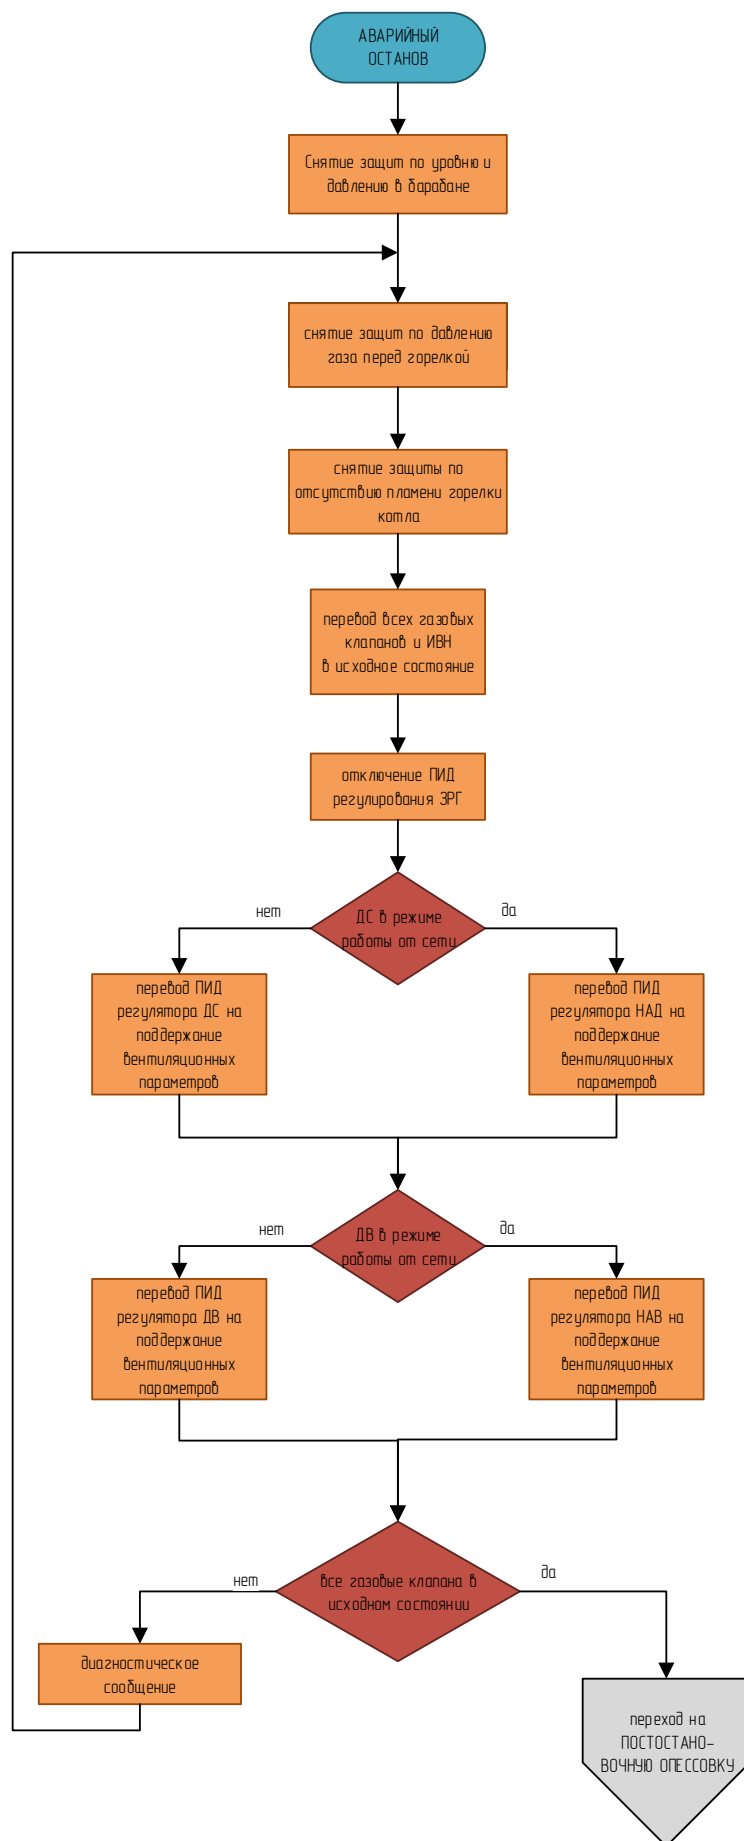 АВАРИЙНЫЙ
ОСТАНОВ
Снятие защит по уровню и
давлению в барабане
снятие защит по давлению
газа перед горелкой
снятие защиты по
отсутствию пламени горелки
котла
перевод всех газовых
клапанов и ИВН
в исходное состояние
отключение ПИД
регулирования ЗРГ
ДС в режиме
работы от сети
нет
да
перевод ПИД
регулятора ДС на
поддержание
вентиляционных
параметров
перевод ПИД
регулятора НАД на
поддержание
вентиляционных
параметров
ДВ в режиме
работы от сети
нет
да
перевод ПИД
регулятора ДВ на
поддержание
вентиляционных
параметров
перевод ПИД
регулятора НАВ на
поддержание
вентиляционных
параметров
все газовые клапана в
исходном состоянии
нет
да
диагностическое
сообщение
переход на
ПОСТОСТАНО-
ВОЧНУЮ ОПЕССОВКУ